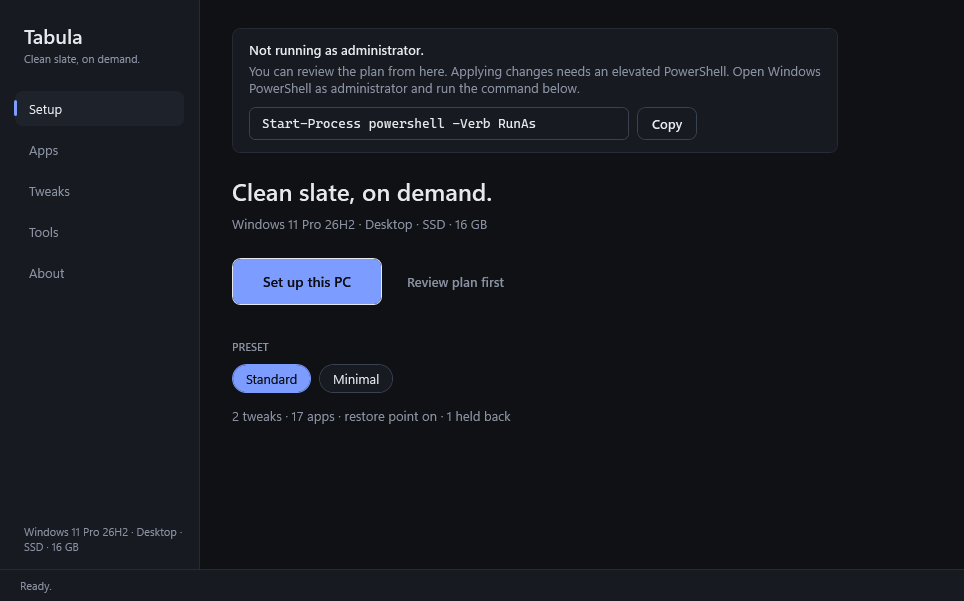 Tabula
Clean slate, on demand.
Setup
Apps
Tweaks
Tools
About
Windows 11 Pro 26H2 · Desktop ·
SSD · 16 GB
Not running as administrator.
You can review the plan from here. Applying changes needs an elevated PowerShell. Open Windows
PowerShell as administrator and run the command below.
Start-Process powershell -Verb RunAs
Copy
Clean slate, on demand.
Windows 11 Pro 26H2 · Desktop · SSD · 16 GB
Set up this PC
Review plan first
PRESET
Standard
Minimal
2 tweaks · 17 apps · restore point on · 1 held back
Ready.